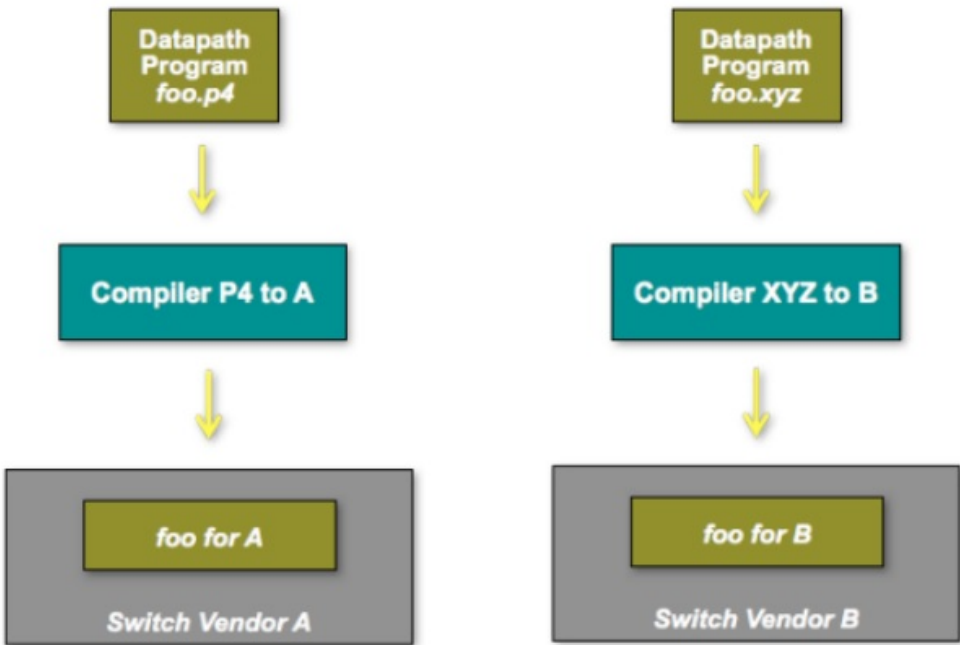 Datapath
Program
foo.p4
Datapath
Program
foo.xyz
Compiler P4 to A
Compiler XYZ to B
foo for A
foo for B
Switch Vendor A
Switch Vendor B